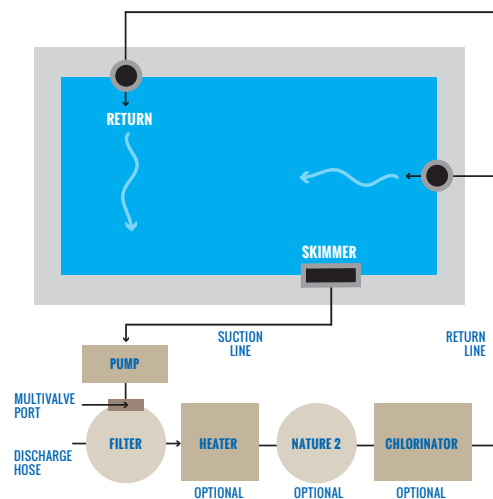 RETURN
SKIMMER
SUCTION
LINE
RETURN
LINE
PUMP
MULTIVALVE
PORT
DISCHARGE
HOSE
FILTER
HEATER
NATURE 2
CHLORINATOR
OPTIONAL
OPTIONAL
OPTIONAL